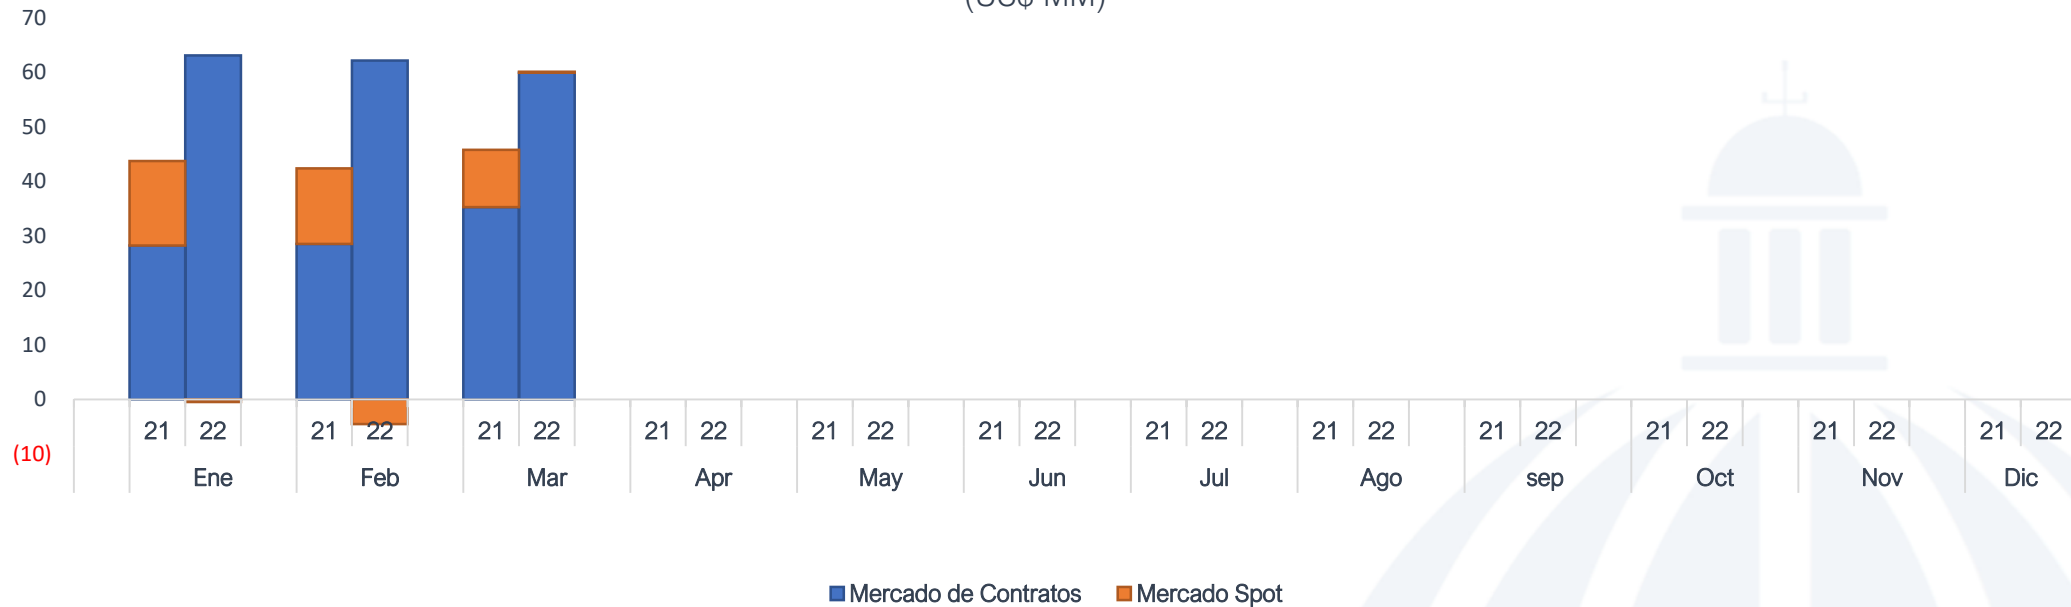 (US$ MM)
70
60
50
40
30
20
10
0
(10)
21 22 21 22 21 22 21 22 21 22 21 22 21 22 21 22 21 22 21 22 21 22 21 22
Ene Feb Mar Apr May Jun Jul Ago sep Oct Nov Dic
Mercado de Contratos Mercado Spot